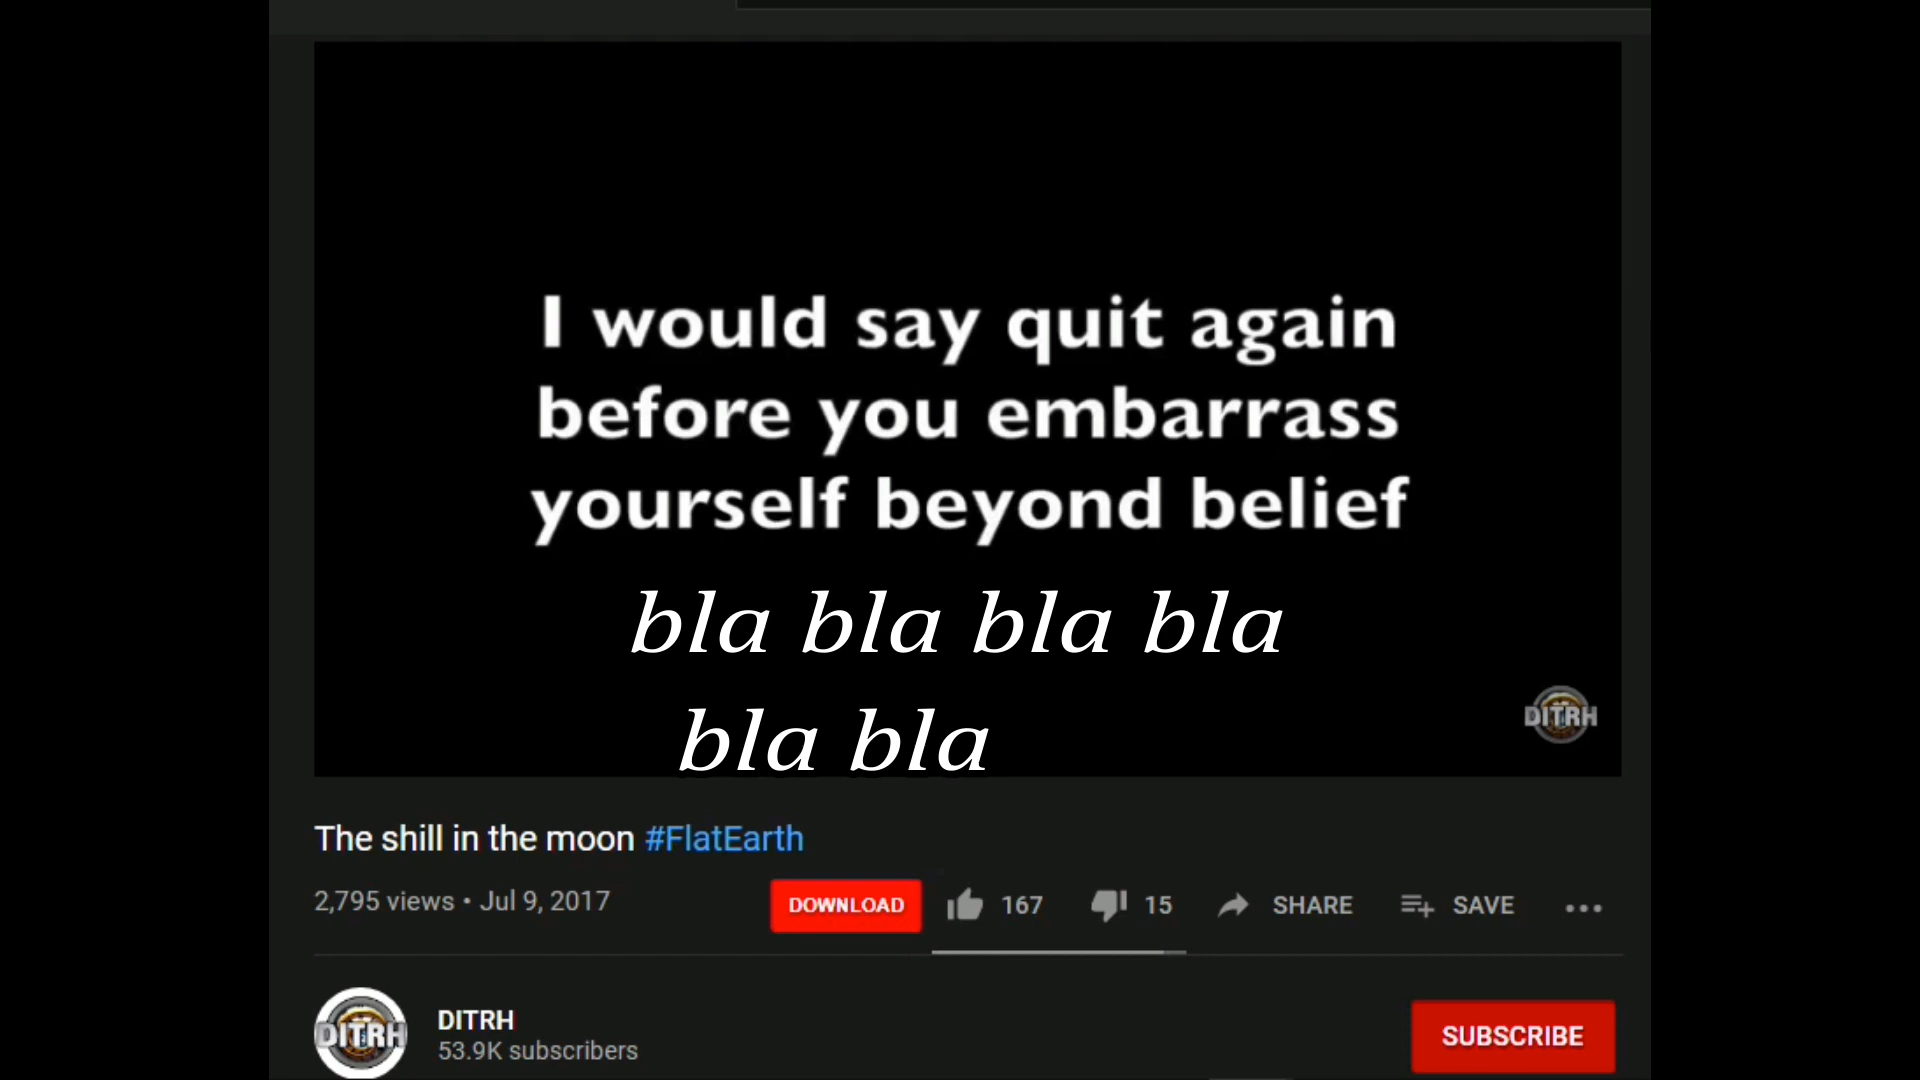 I would say quit again
before you embarrass
yourself beyond belief
bla bla bla bla
bla bla
DITRH
The shill in the moon #FlatEarth
2,795 views • Jul 9, 2017
DOWNLOAD
167
15
SHARE
SAVE
DITRH
DITRH
53.9K subscribers
SUBSCRIBE